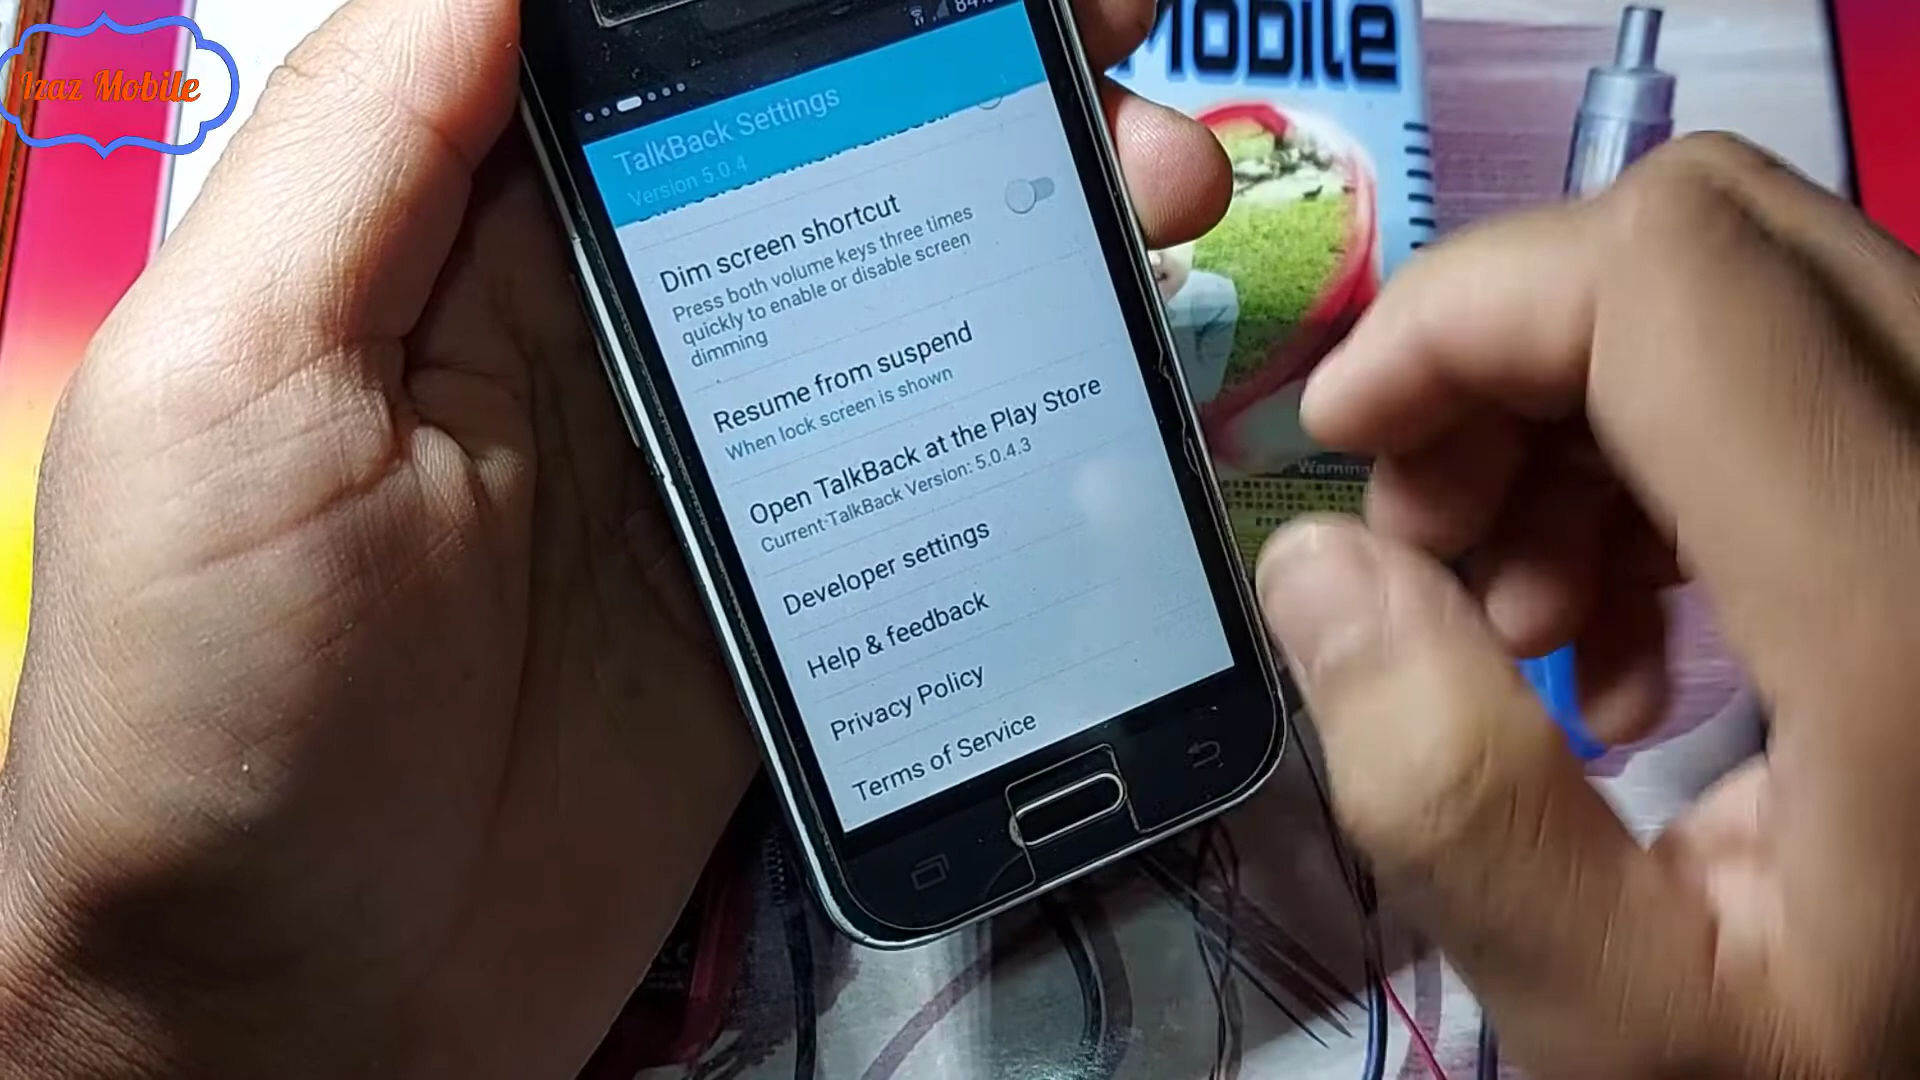 Izaz Mobile
Mobile
84%
TalkBack Settings
Version 5.0.4
Dim screen shortcut
Press both volume keys three times
quickly to enable or disable screen
dimming
Resume from suspend
When lock screen is shown
Open TalkBack at the Play Store
Current TalkBack Version: 5.0.4.3
Developer settings
Help & feedback
Privacy Policy
Terms of Service